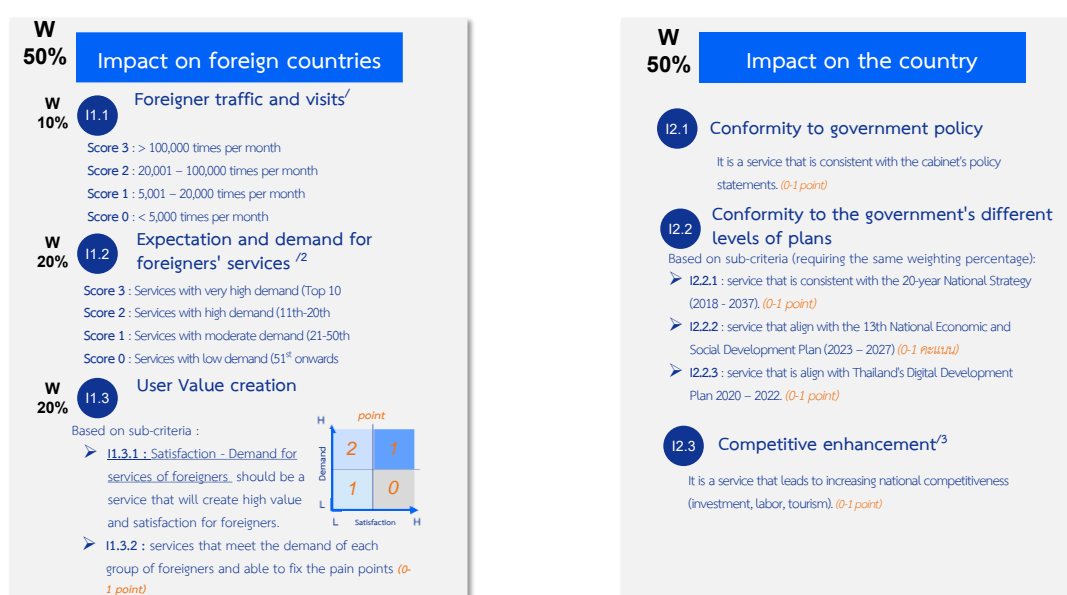 W
50%
Impact on foreign countries
W
10%
I1.1
Foreigner traffic and visits/
Score 3 : > 100,000 times per month
Score 2 : 20,001 – 100,000 times per month
Score 1 : 5,001 – 20,000 times per month
Score 0 : < 5,000 times per month
W
20%
I1.2
Expectation and demand for
foreigners' services /2
Score 3 : Services with very high demand (Top 10
Score 2 : Services with high demand (11th-20th
Score 1 : Services with moderate demand (21-50th
Score 0 : Services with low demand (51st onwards
W
20%
I1.3
User Value creation
Based on sub-criteria :
I1.3.1 : Satisfaction - Demand for
services of foreigners should be a
service that will create high value
and satisfaction for foreigners.
point
H
Demand
L
2
1
1
0
L
Satisfaction
H
I1.3.2 : services that meet the demand of each
group of foreigners and able to fix the pain points (0-
1 point)
W
50%
Impact on the country
I2.1
Conformity to government policy
It is a service that is consistent with the cabinet's policy
statements. (0-1 point)
I2.2
Conformity to the government's different
levels of plans
Based on sub-criteria (requiring the same weighting percentage):
I2.2.1 : service that is consistent with the 20-year National Strategy
(2018 - 2037). (0-1 point)
I2.2.2 : service that align with the 13th National Economic and
Social Development Plan (2023 – 2027) (0-1 คะแนน)
I2.2.3 : service that is align with Thailand's Digital Development
Plan 2020 – 2022. (0-1 point)
I2.3
Competitive enhancement/3
It is a service that leads to increasing national competitiveness
(investment, labor, tourism). (0-1 point)